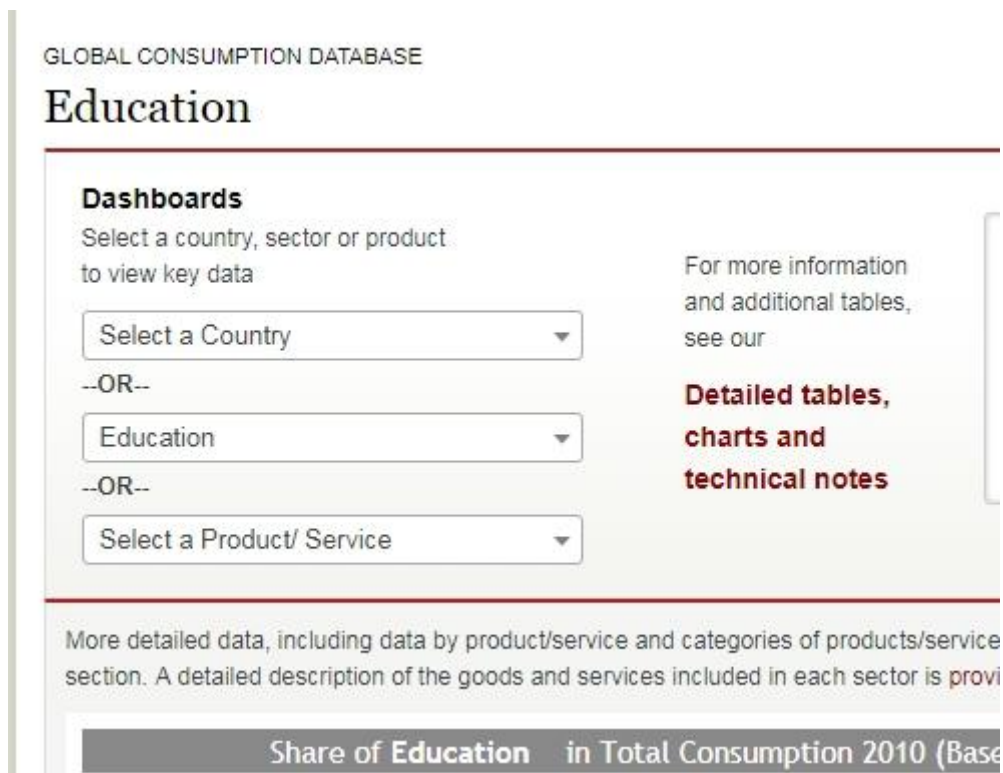 GLOBAL CONSUMPTION DATABASE
Education
Dashboards
Select a country, sector or product
to view key data
Select a Country
--OR--
Education
--OR--
Select a Product/ Service
For more information
and additional tables,
see our
Detailed tables,
charts and
technical notes
More detailed data, including data by product/service and categories of products/service
section. A detailed description of the goods and services included in each sector is provi
Share of Education in Total Consumption 2010 (Base